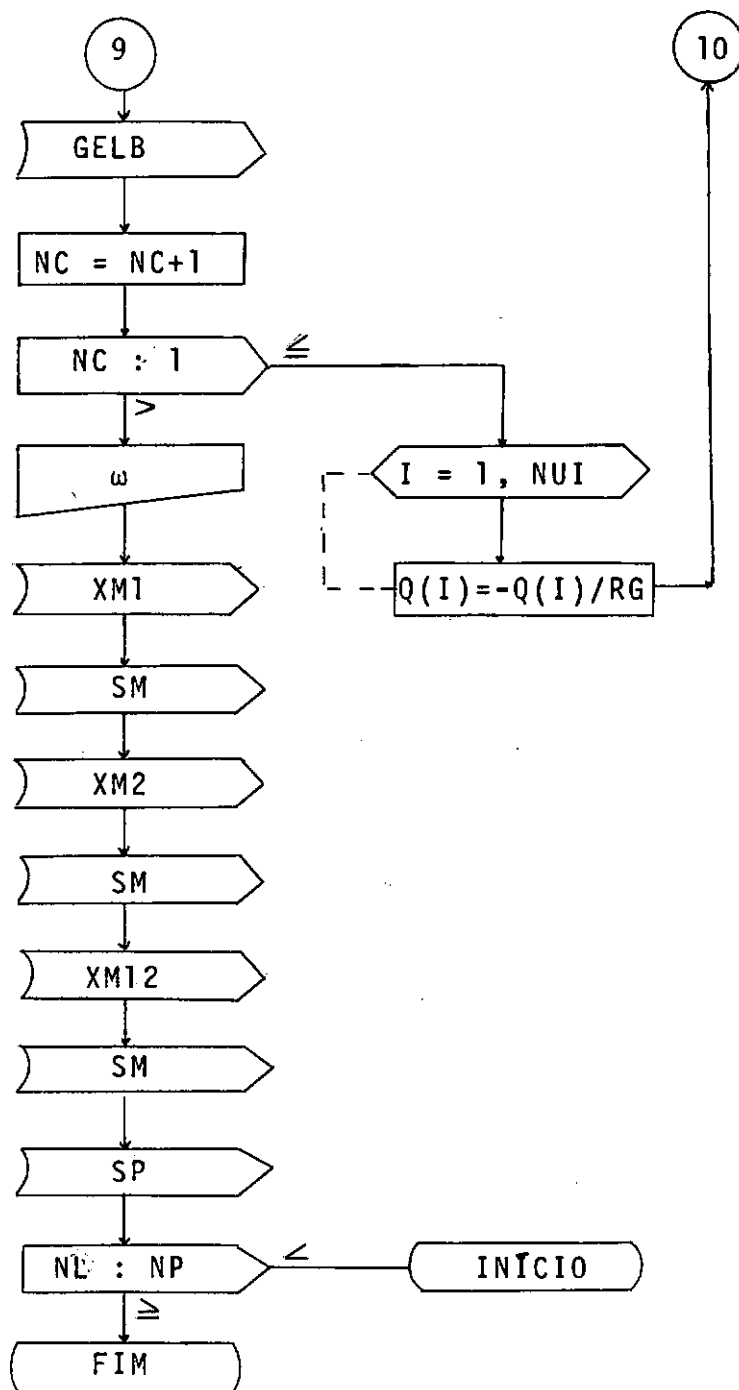 9
10
GELB
NC = NC+1
NC : 1
≦
>
ω
I = 1, NUI
XM1
Q(I)=-Q(I)/RG
SM
XM2
SM
XM12
SM
SP
NL : NP
<
INÍCIO
≧
FIM